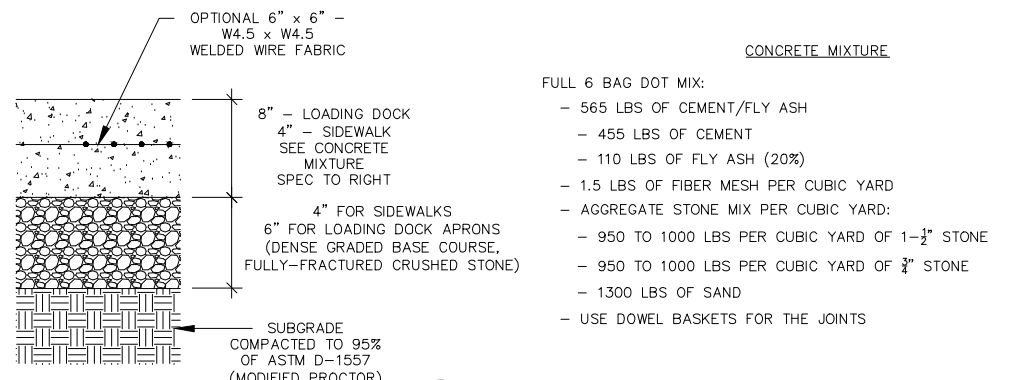 OPTIONAL 6" x 6" –
W4.5 x W4.5
WELDED WIRE FABRIC
8" – LOADING DOCK
4" – SIDEWALK
SEE CONCRETE
MIXTURE
SPEC TO RIGHT
4" FOR SIDEWALKS
6" FOR LOADING DOCK APRONS
(DENSE GRADED BASE COURSE,
FULLY–FRACTURED CRUSHED STONE)
SUBGRADE
COMPACTED TO 95%
OF ASTM D–1557
(MODIFIED PROCTOR)
CONCRETE MIXTURE
FULL 6 BAG DOT MIX:
– 565 LBS OF CEMENT/FLY ASH
– 455 LBS OF CEMENT
– 110 LBS OF FLY ASH (20%)
– 1.5 LBS OF FIBER MESH PER CUBIC YARD
– AGGREGATE STONE MIX PER CUBIC YARD:
– 950 TO 1000 LBS PER CUBIC YARD OF 1–1/2" STONE
– 950 TO 1000 LBS PER CUBIC YARD OF 3/4" STONE
– 1300 LBS OF SAND
– USE DOWEL BASKETS FOR THE JOINTS